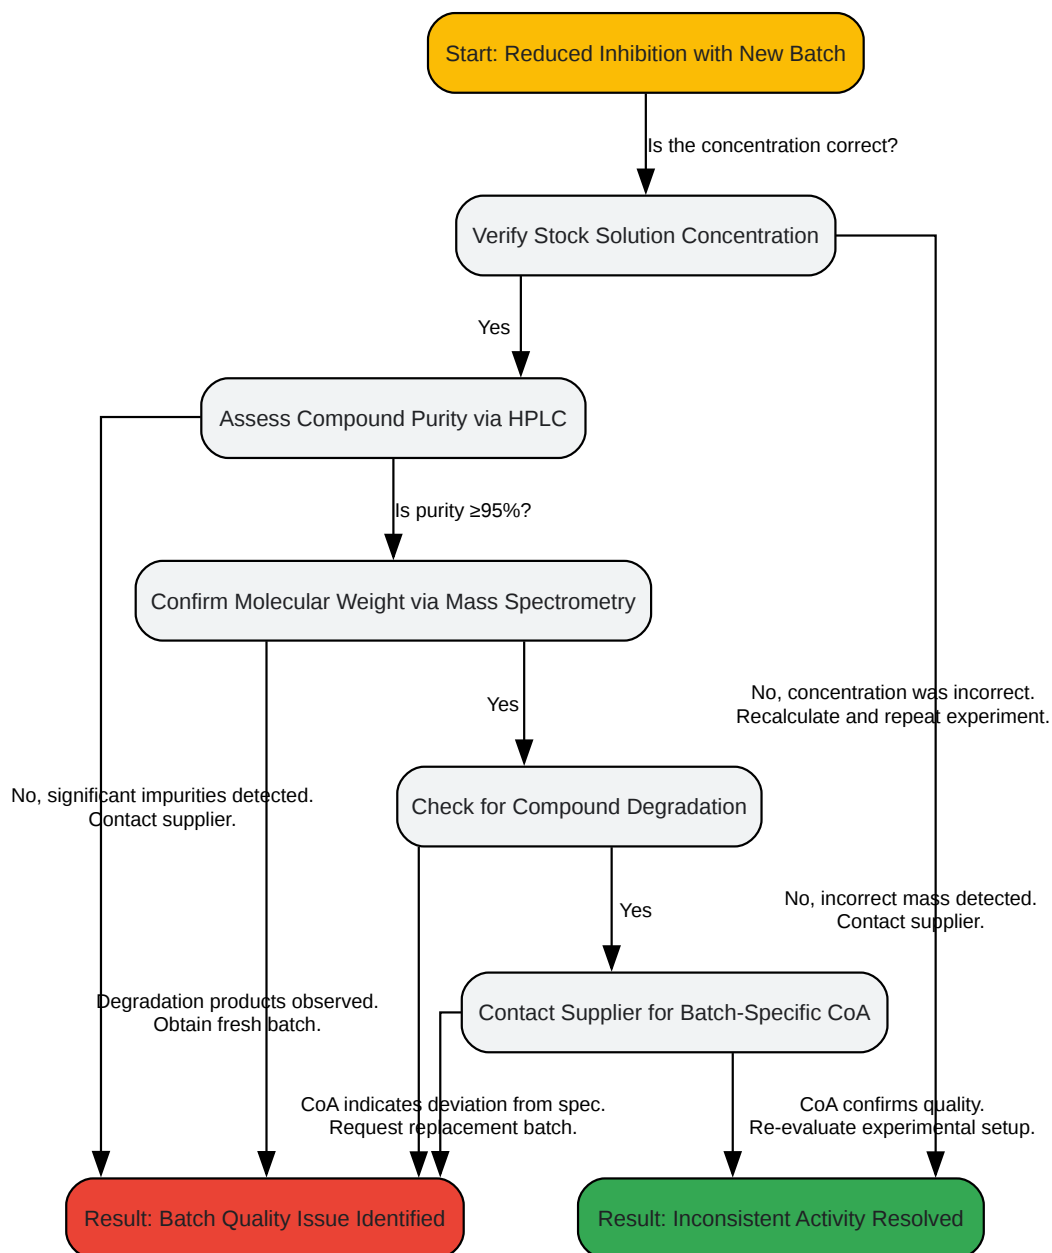 Start: Reduced Inhibition with New Batch
Is the concentration correct?
Verify Stock Solution Concentration
Yes
Assess Compound Purity via HPLC
Is purity ≥95%?
Confirm Molecular Weight via Mass Spectrometry
No, concentration was incorrect.
Recalculate and repeat experiment.
Yes
Check for Compound Degradation
No, significant impurities detected.
Contact supplier.
No, incorrect mass detected.
Contact supplier.
Yes
Contact Supplier for Batch-Specific CoA
Degradation products observed.
Obtain fresh batch.
CoA indicates deviation from spec.
Request replacement batch.
CoA confirms quality.
Re-evaluate experimental setup.
Result: Batch Quality Issue Identified
Result: Inconsistent Activity Resolved